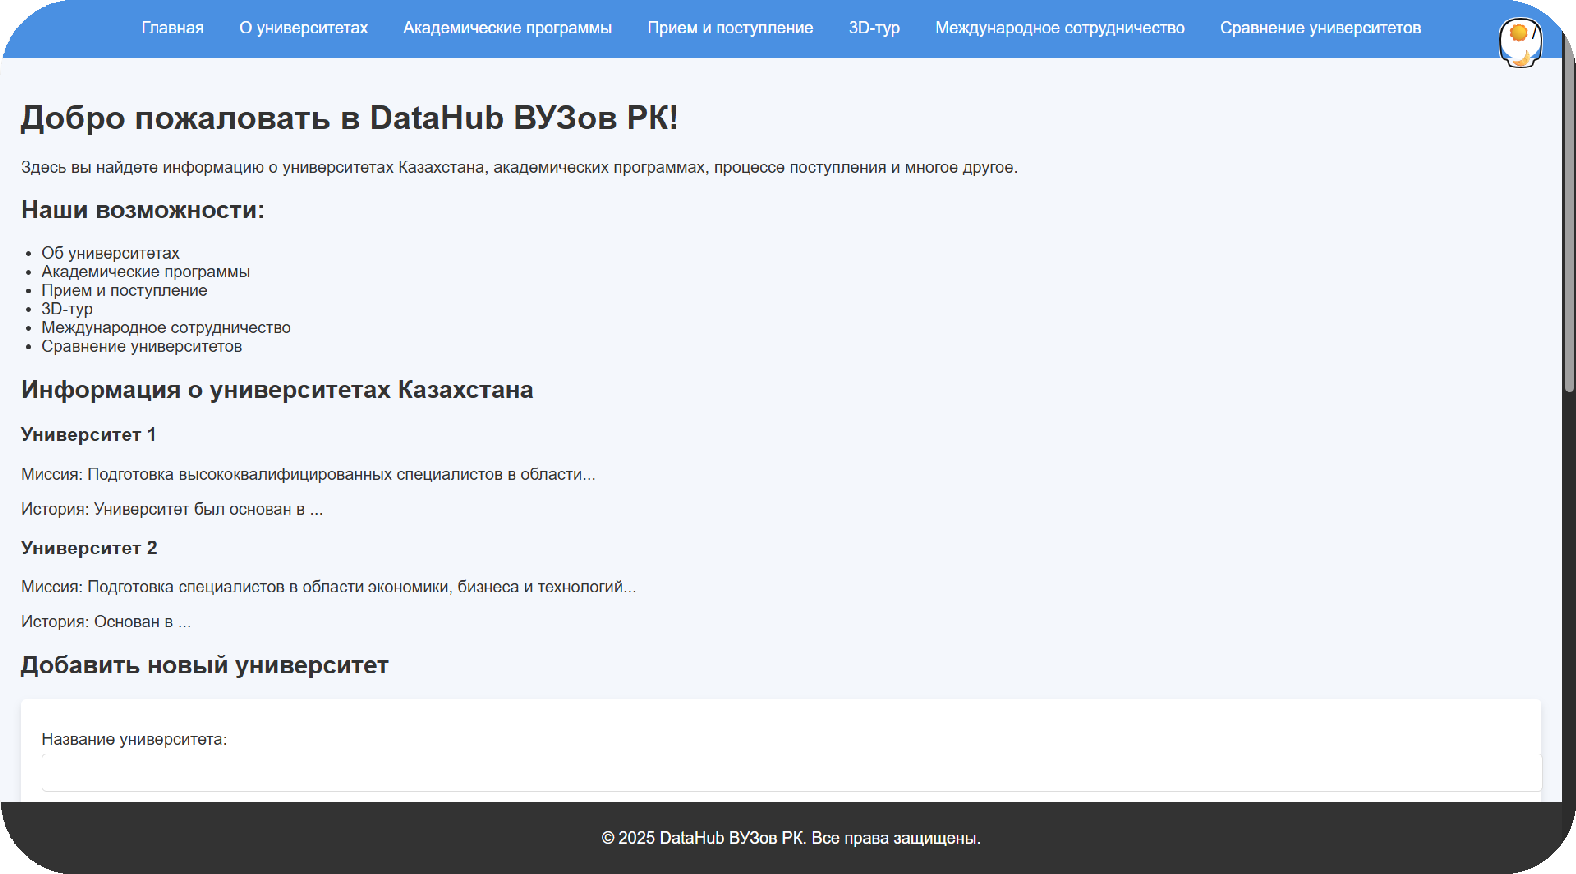 Главная О университетах Академические программы Прием и поступление 3D-тур Международное сотрудничество Сравнение университетов
Добро пожаловать в DataHub ВУЗов РК!
Здесь вы найдете информацию о университетах Казахстана, академических программах, процессе поступления и многое другое.
Наши возможности:
• Об университетах
• Академические программы
• Прием и поступление
• 3D-тур
• Международное сотрудничество
• Сравнение университетов
Информация о университетах Казахстана
Университет 1
Миссия: Подготовка высококвалифицированных специалистов в области...
История: Университет был основан в ...
Университет 2
Миссия: Подготовка специалистов в области экономики, бизнеса и технологий...
История: Основан в ...
Добавить новый университет
Название университета:
© 2025 DataHub ВУЗов РК. Все права защищены.